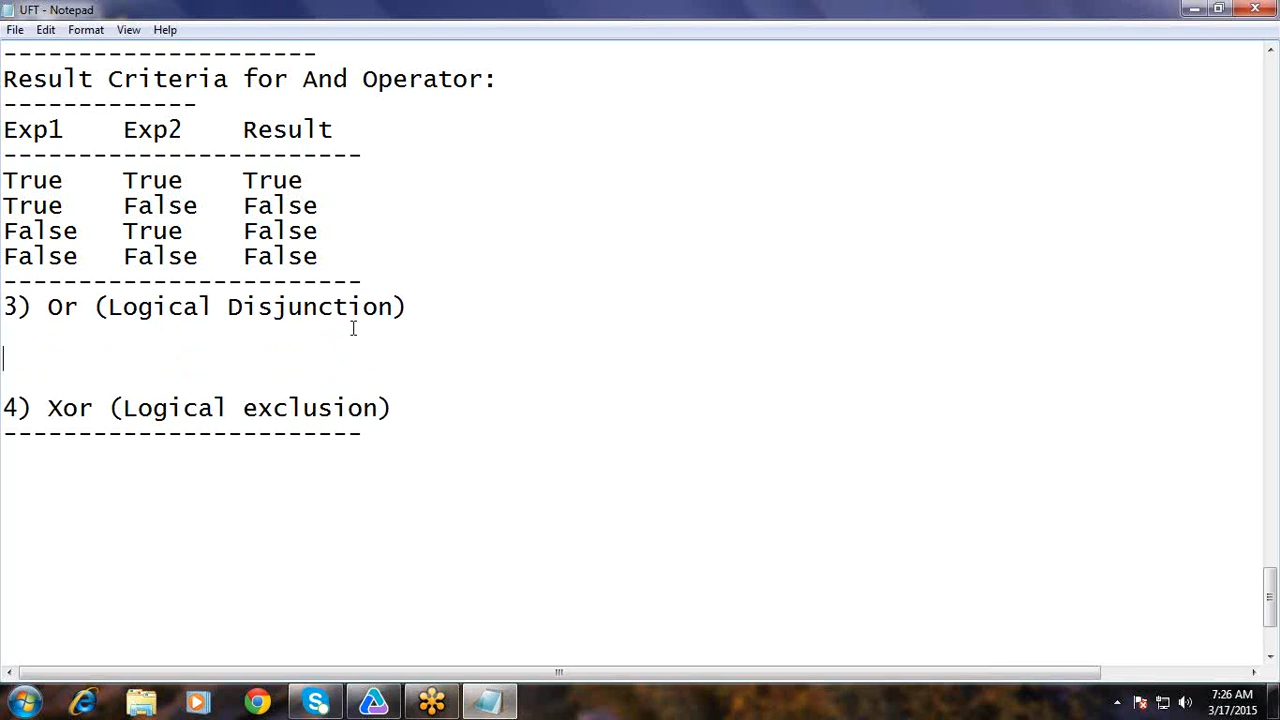 UFT - Notepad
File Edit Format View Help
---------------------
Result Criteria for And Operator:
-------------
Exp1 Exp2 Result
------------------------
True True True
True False False
False True False
False False False
------------------------
3) Or (Logical Disjunction)
4) Xor (Logical exclusion)
------------------------
7:26 AM
3/17/2015